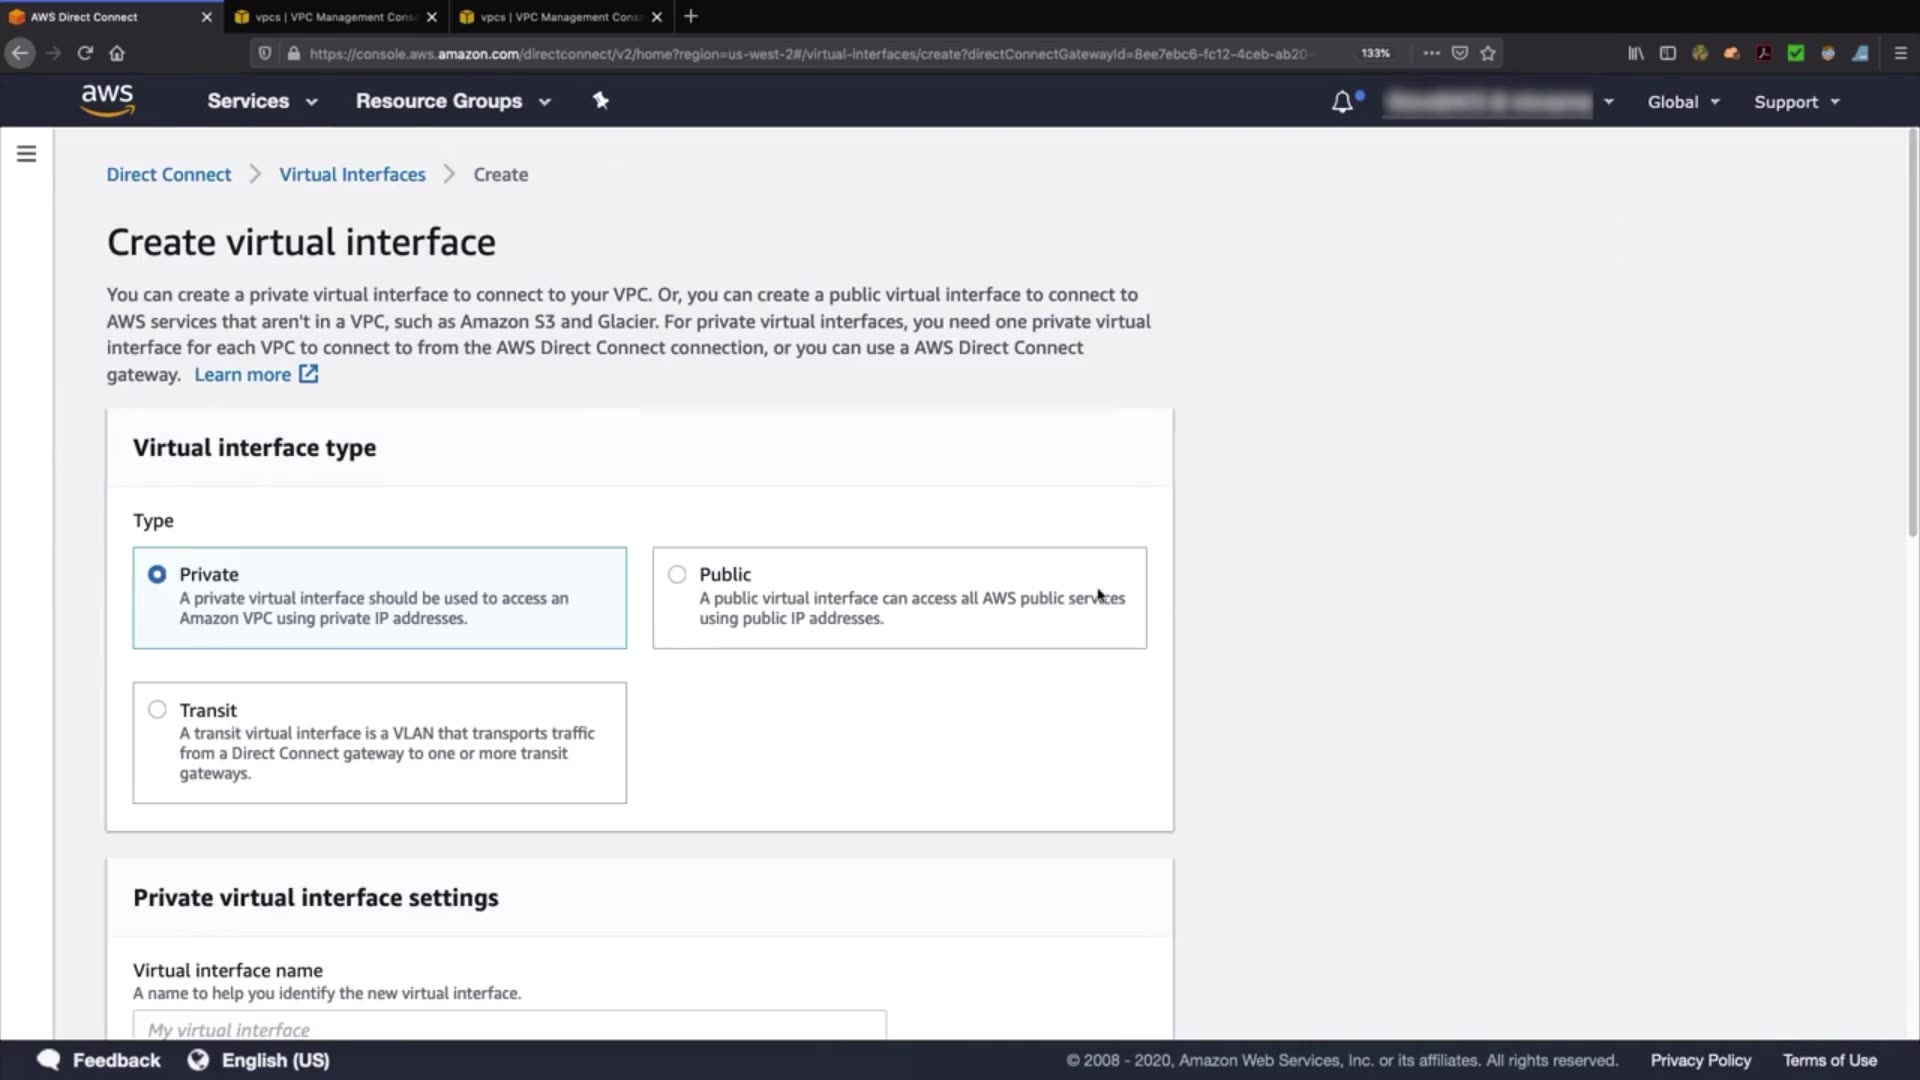 AWS Direct Connect
vpcs | VPC Management Cons
vpcs | VPC Management Cons
https://console.aws.amazon.com/directconnect/v2/home?region=us-west-2#/virtual-interfaces/create?directConnectGatewayId=8ee7ebc6-fc12-4ceb-ab20-
133%
aws
Services
Resource Groups
Global
Support
Direct Connect
Virtual Interfaces
Create
Create virtual interface
You can create a private virtual interface to connect to your VPC. Or, you can create a public virtual interface to connect to
AWS services that aren't in a VPC, such as Amazon S3 and Glacier. For private virtual interfaces, you need one private virtual
interface for each VPC to connect to from the AWS Direct Connect connection, or you can use a AWS Direct Connect
gateway. Learn more
Virtual interface type
Type
Private
A private virtual interface should be used to access an
Amazon VPC using private IP addresses.
Public
A public virtual interface can access all AWS public services
using public IP addresses.
Transit
A transit virtual interface is a VLAN that transports traffic
from a Direct Connect gateway to one or more transit
gateways.
Private virtual interface settings
Virtual interface name
A name to help you identify the new virtual interface.
My virtual interface
Feedback
English (US)
© 2008 - 2020, Amazon Web Services, Inc. or its affiliates. All rights reserved.
Privacy Policy
Terms of Use